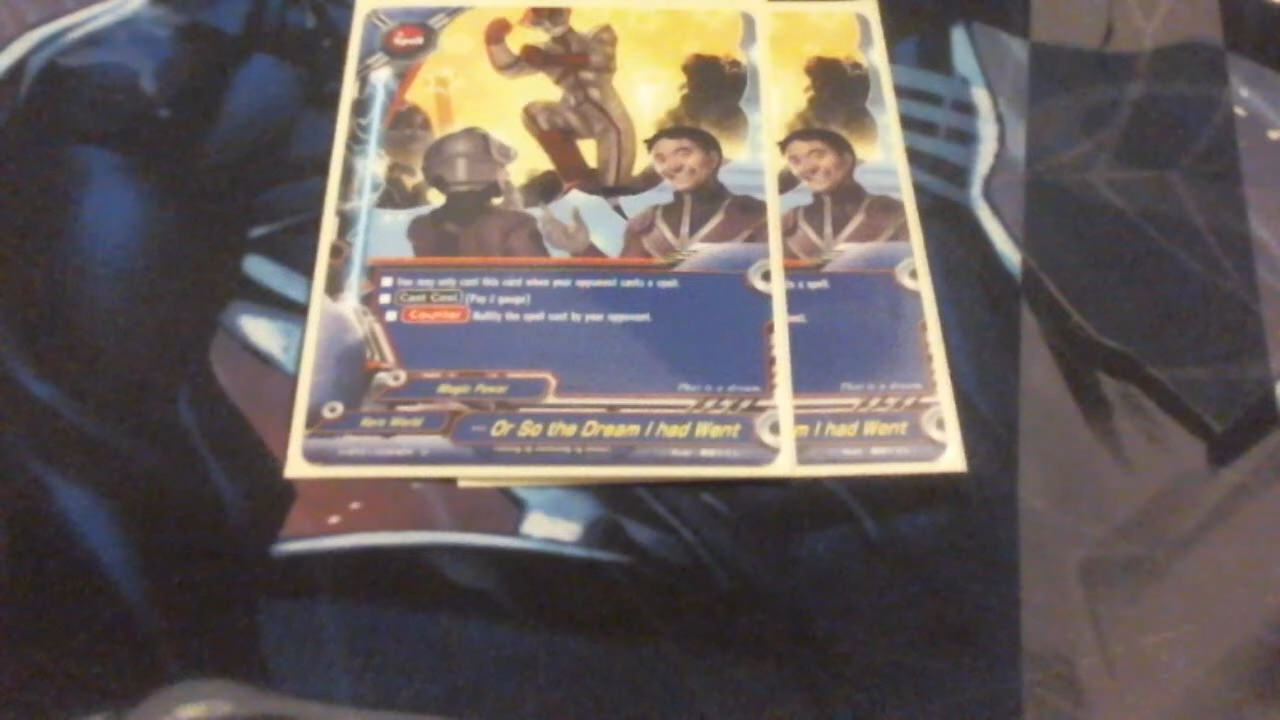 Spell
You may only cast this card when your opponent casts a spell.
s a spell.
Cast Cost [Pay 2 gauge]
Counter Nullify the spell cast by your opponent.
ent.
Magic Power
That is a dream.
That is a dream.
Hero World
... Or So the Dream I had Went
m I had Went